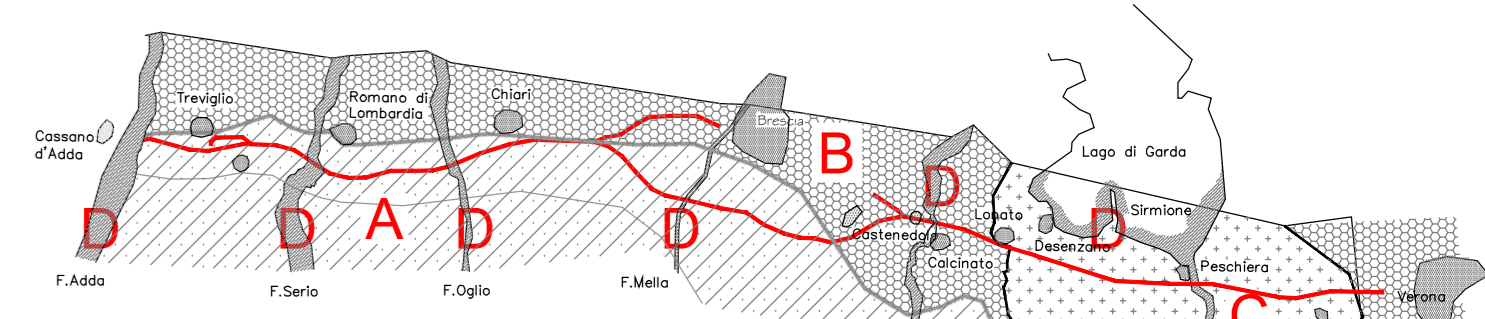 Treviglio
Romano di
Lombardia
Chiari
Brescia
Cassano
d'Adda
B
Lago di Garda
D
Sirmione
Lonato
D
D
D
A
D
D
Castenedolo
Desenzano
Calcinato
Peschiera
F.Adda
F.Serio
F.Oglio
F.Mella
C
Verona